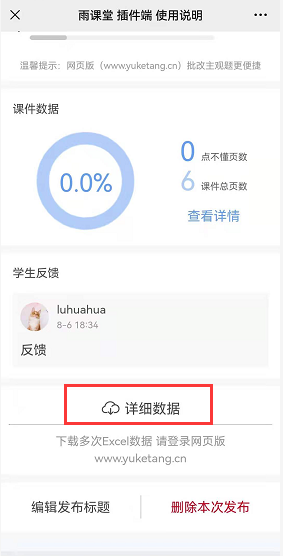 雨课堂 插件端 使用说明
温馨提示：网页版（www.yuketang.cn）批改主观题更便捷
课件数据
0.0%
0 点不懂页数
6 课件总页数
查看详情
学生反馈
luhuahua
8-6 18:34
反馈
详细数据
下载多次Excel数据 请登录网页版
www.yuketang.cn
编辑发布标题
删除本次发布